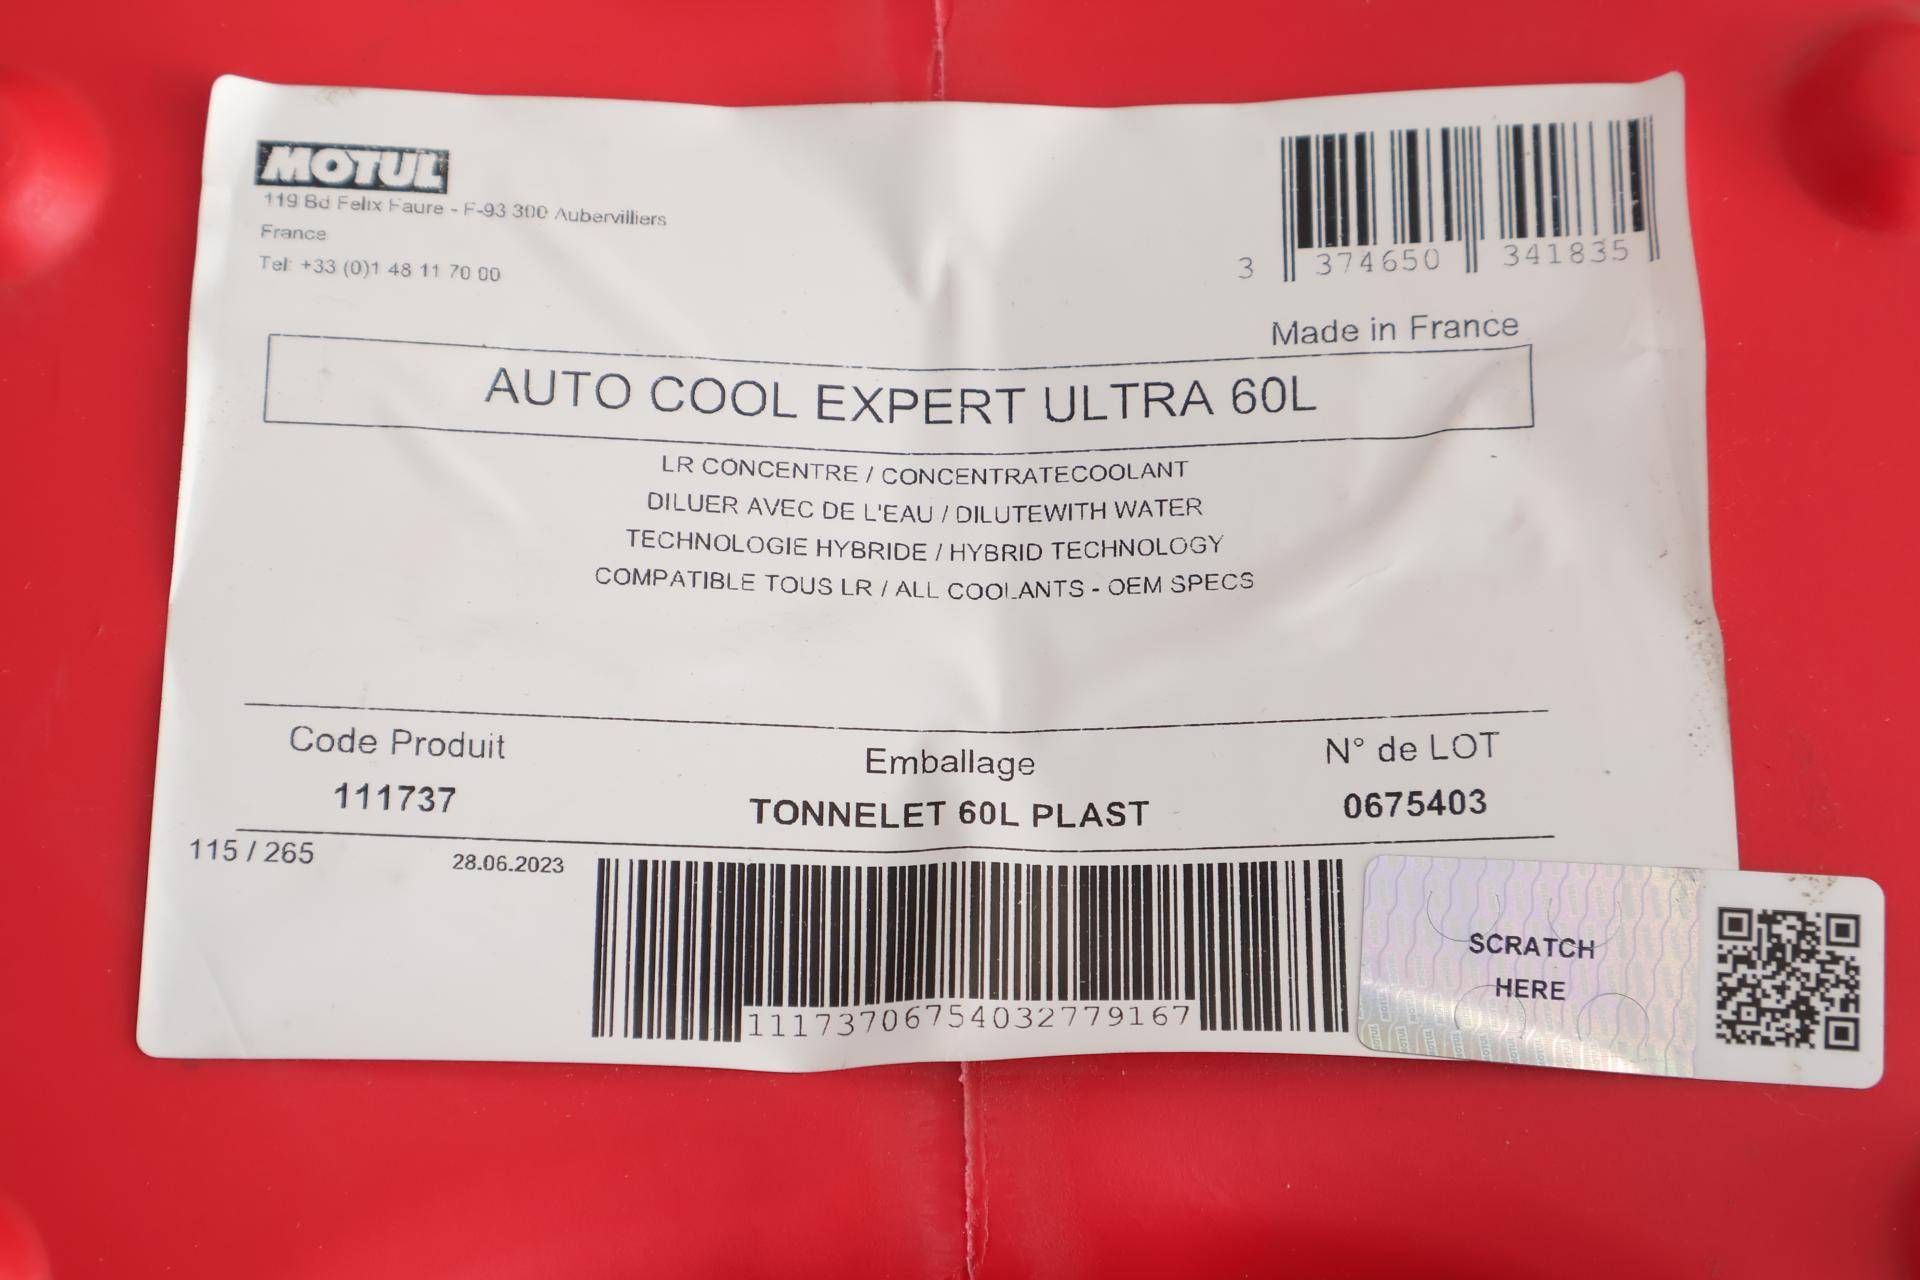 MOTUL
119 Bd Felix Faure - F-93 300 Aubervilliers
France
Tel: +33 (0)1 48 11 70 00
3 374650 341835
Made in France
AUTO COOL EXPERT ULTRA 60L
LR CONCENTRE / CONCENTRATECOOLANT
DILUER AVEC DE L'EAU / DILUTEWITH WATER
TECHNOLOGIE HYBRIDE / HYBRID TECHNOLOGY
COMPATIBLE TOUS LR / ALL COOLANTS - OEM SPECS
Code Produit
111737
Emballage
TONNELET 60L PLAST
N° de LOT
0675403
115 / 265
28.06.2023
11173706754032779167
SCRATCH
HERE